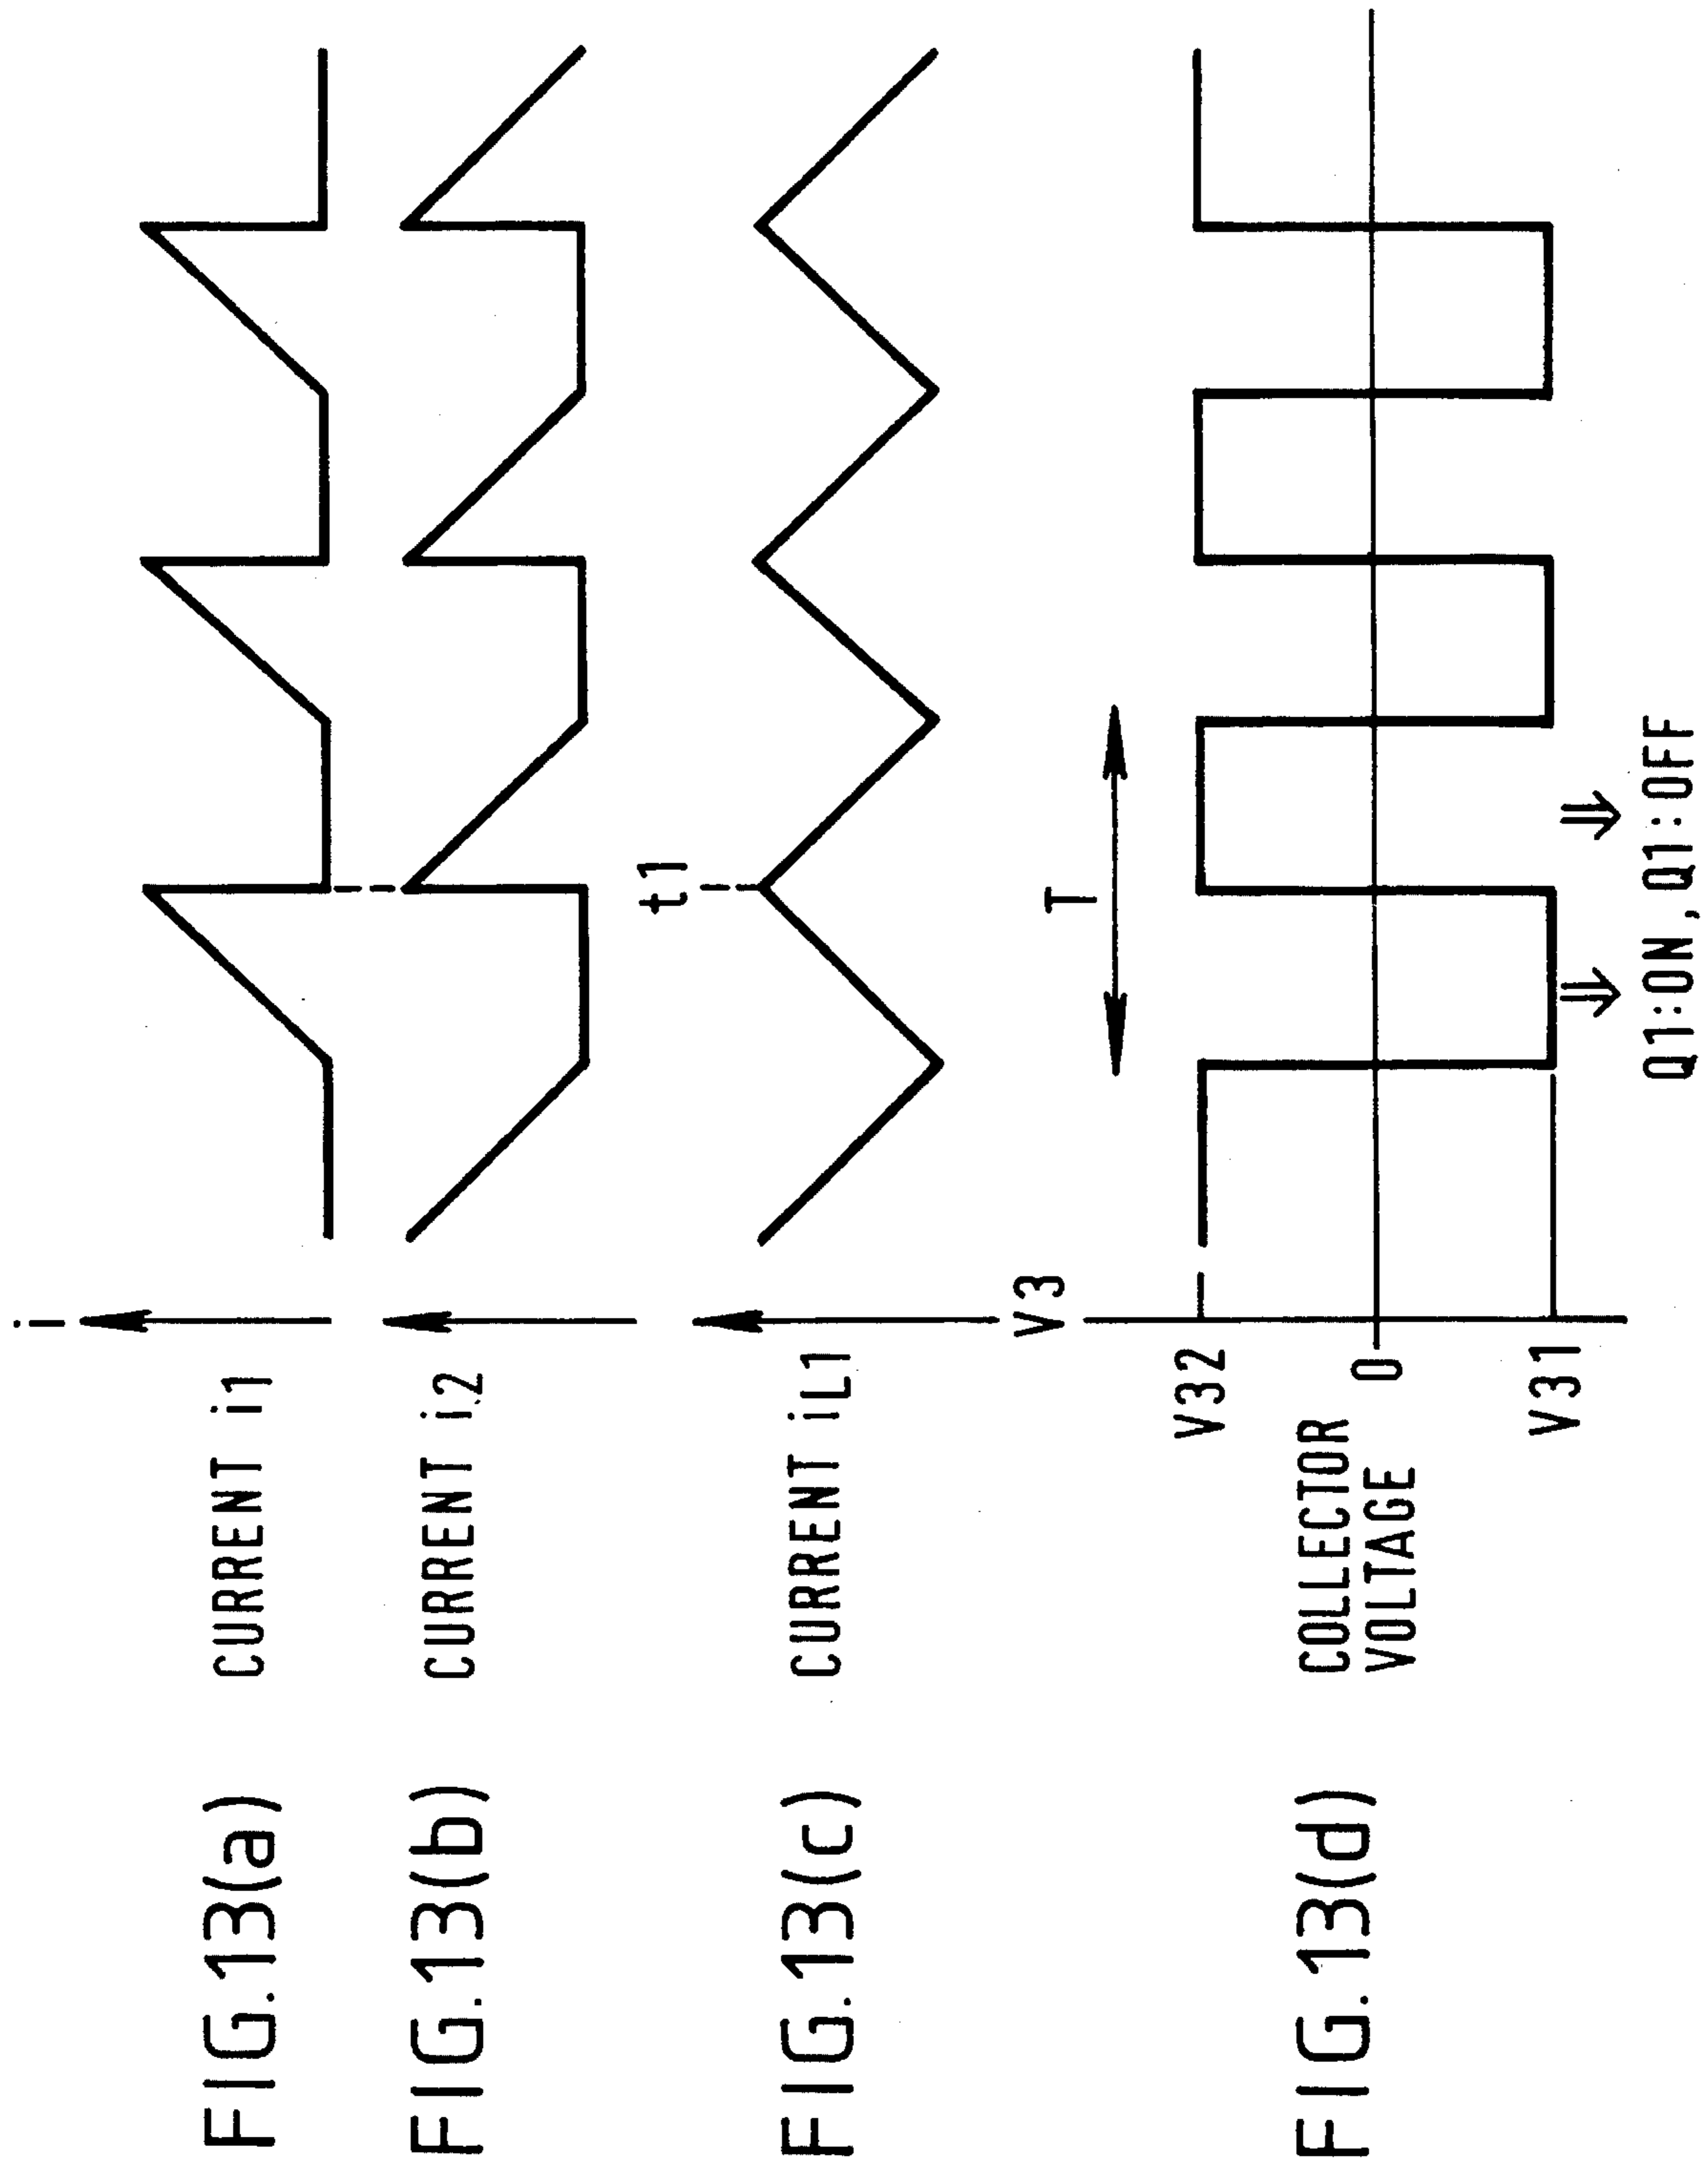 i
FIG.13(a) CURRENT i1
FIG.13(b) CURRENT i2
t1
FIG.13(c) CURRENT iL1
V3
T
V32
FIG.13(d) COLLECTOR
VOLTAGE
0
V31
Q1:ON, Q1:OFF